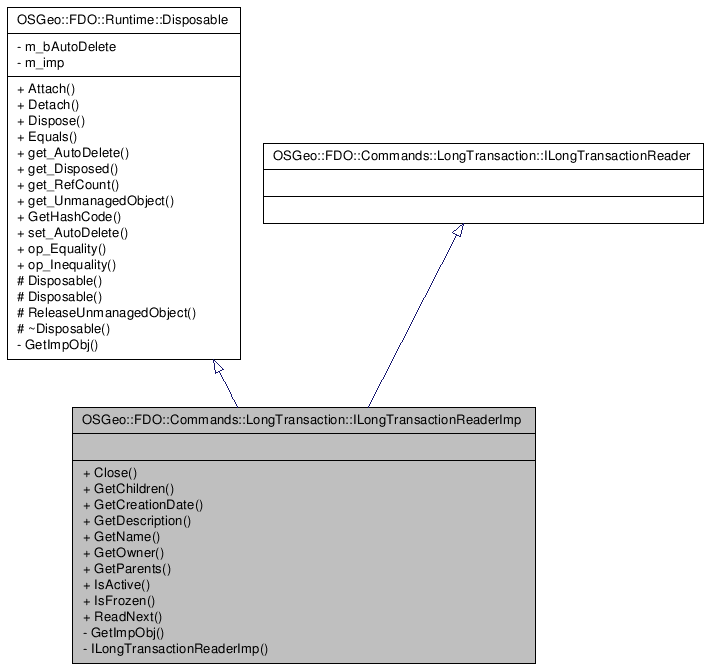 OSGeo::FDO::Runtime::Disposable
- m_bAutoDelete
- m_imp
+ Attach()
+ Detach()
+ Dispose()
+ Equals()
+ get_AutoDelete()
+ get_Disposed()
+ get_RefCount()
+ get_UnmanagedObject()
+ GetHashCode()
+ set_AutoDelete()
+ op_Equality()
+ op_Inequality()
# Disposable()
# Disposable()
# ReleaseUnmanagedObject()
# ~Disposable()
- GetImpObj()
OSGeo::FDO::Commands::LongTransaction::ILongTransactionReader
OSGeo::FDO::Commands::LongTransaction::ILongTransactionReaderImp
+ Close()
+ GetChildren()
+ GetCreationDate()
+ GetDescription()
+ GetName()
+ GetOwner()
+ GetParents()
+ IsActive()
+ IsFrozen()
+ ReadNext()
- GetImpObj()
- ILongTransactionReaderImp()